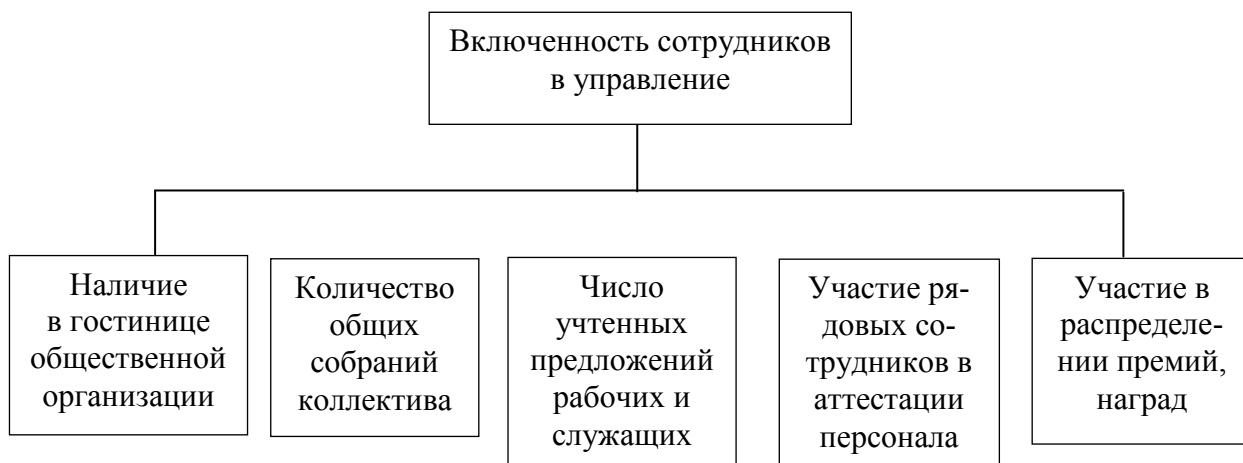 Включенность сотрудников
в управление
Наличие
в гостинице
общественной
организации
Количество
общих
собраний
коллектива
Число
учтенных
предложений
рабочих и
служащих
Участие ря-
довых со-
трудников в
аттестации
персонала
Участие в
распределе-
нии премий,
наград